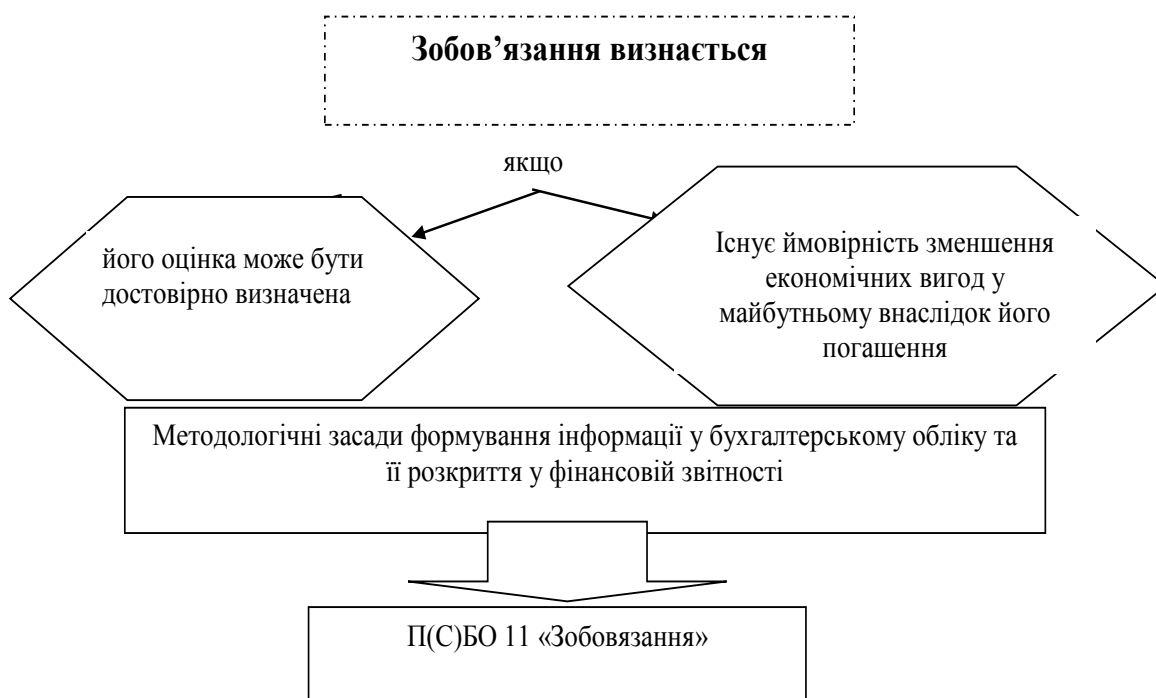 Зобов’язання визнається
якщо
його оцінка може бути
достовірно визначена
Існує ймовірність зменшення
економічних вигод у
майбутньому внаслідок його
погашення
Методологічні засади формування інформації у бухгалтерському обліку та
її розкриття у фінансовій звітності
П(С)БО 11 «Зобовязання»